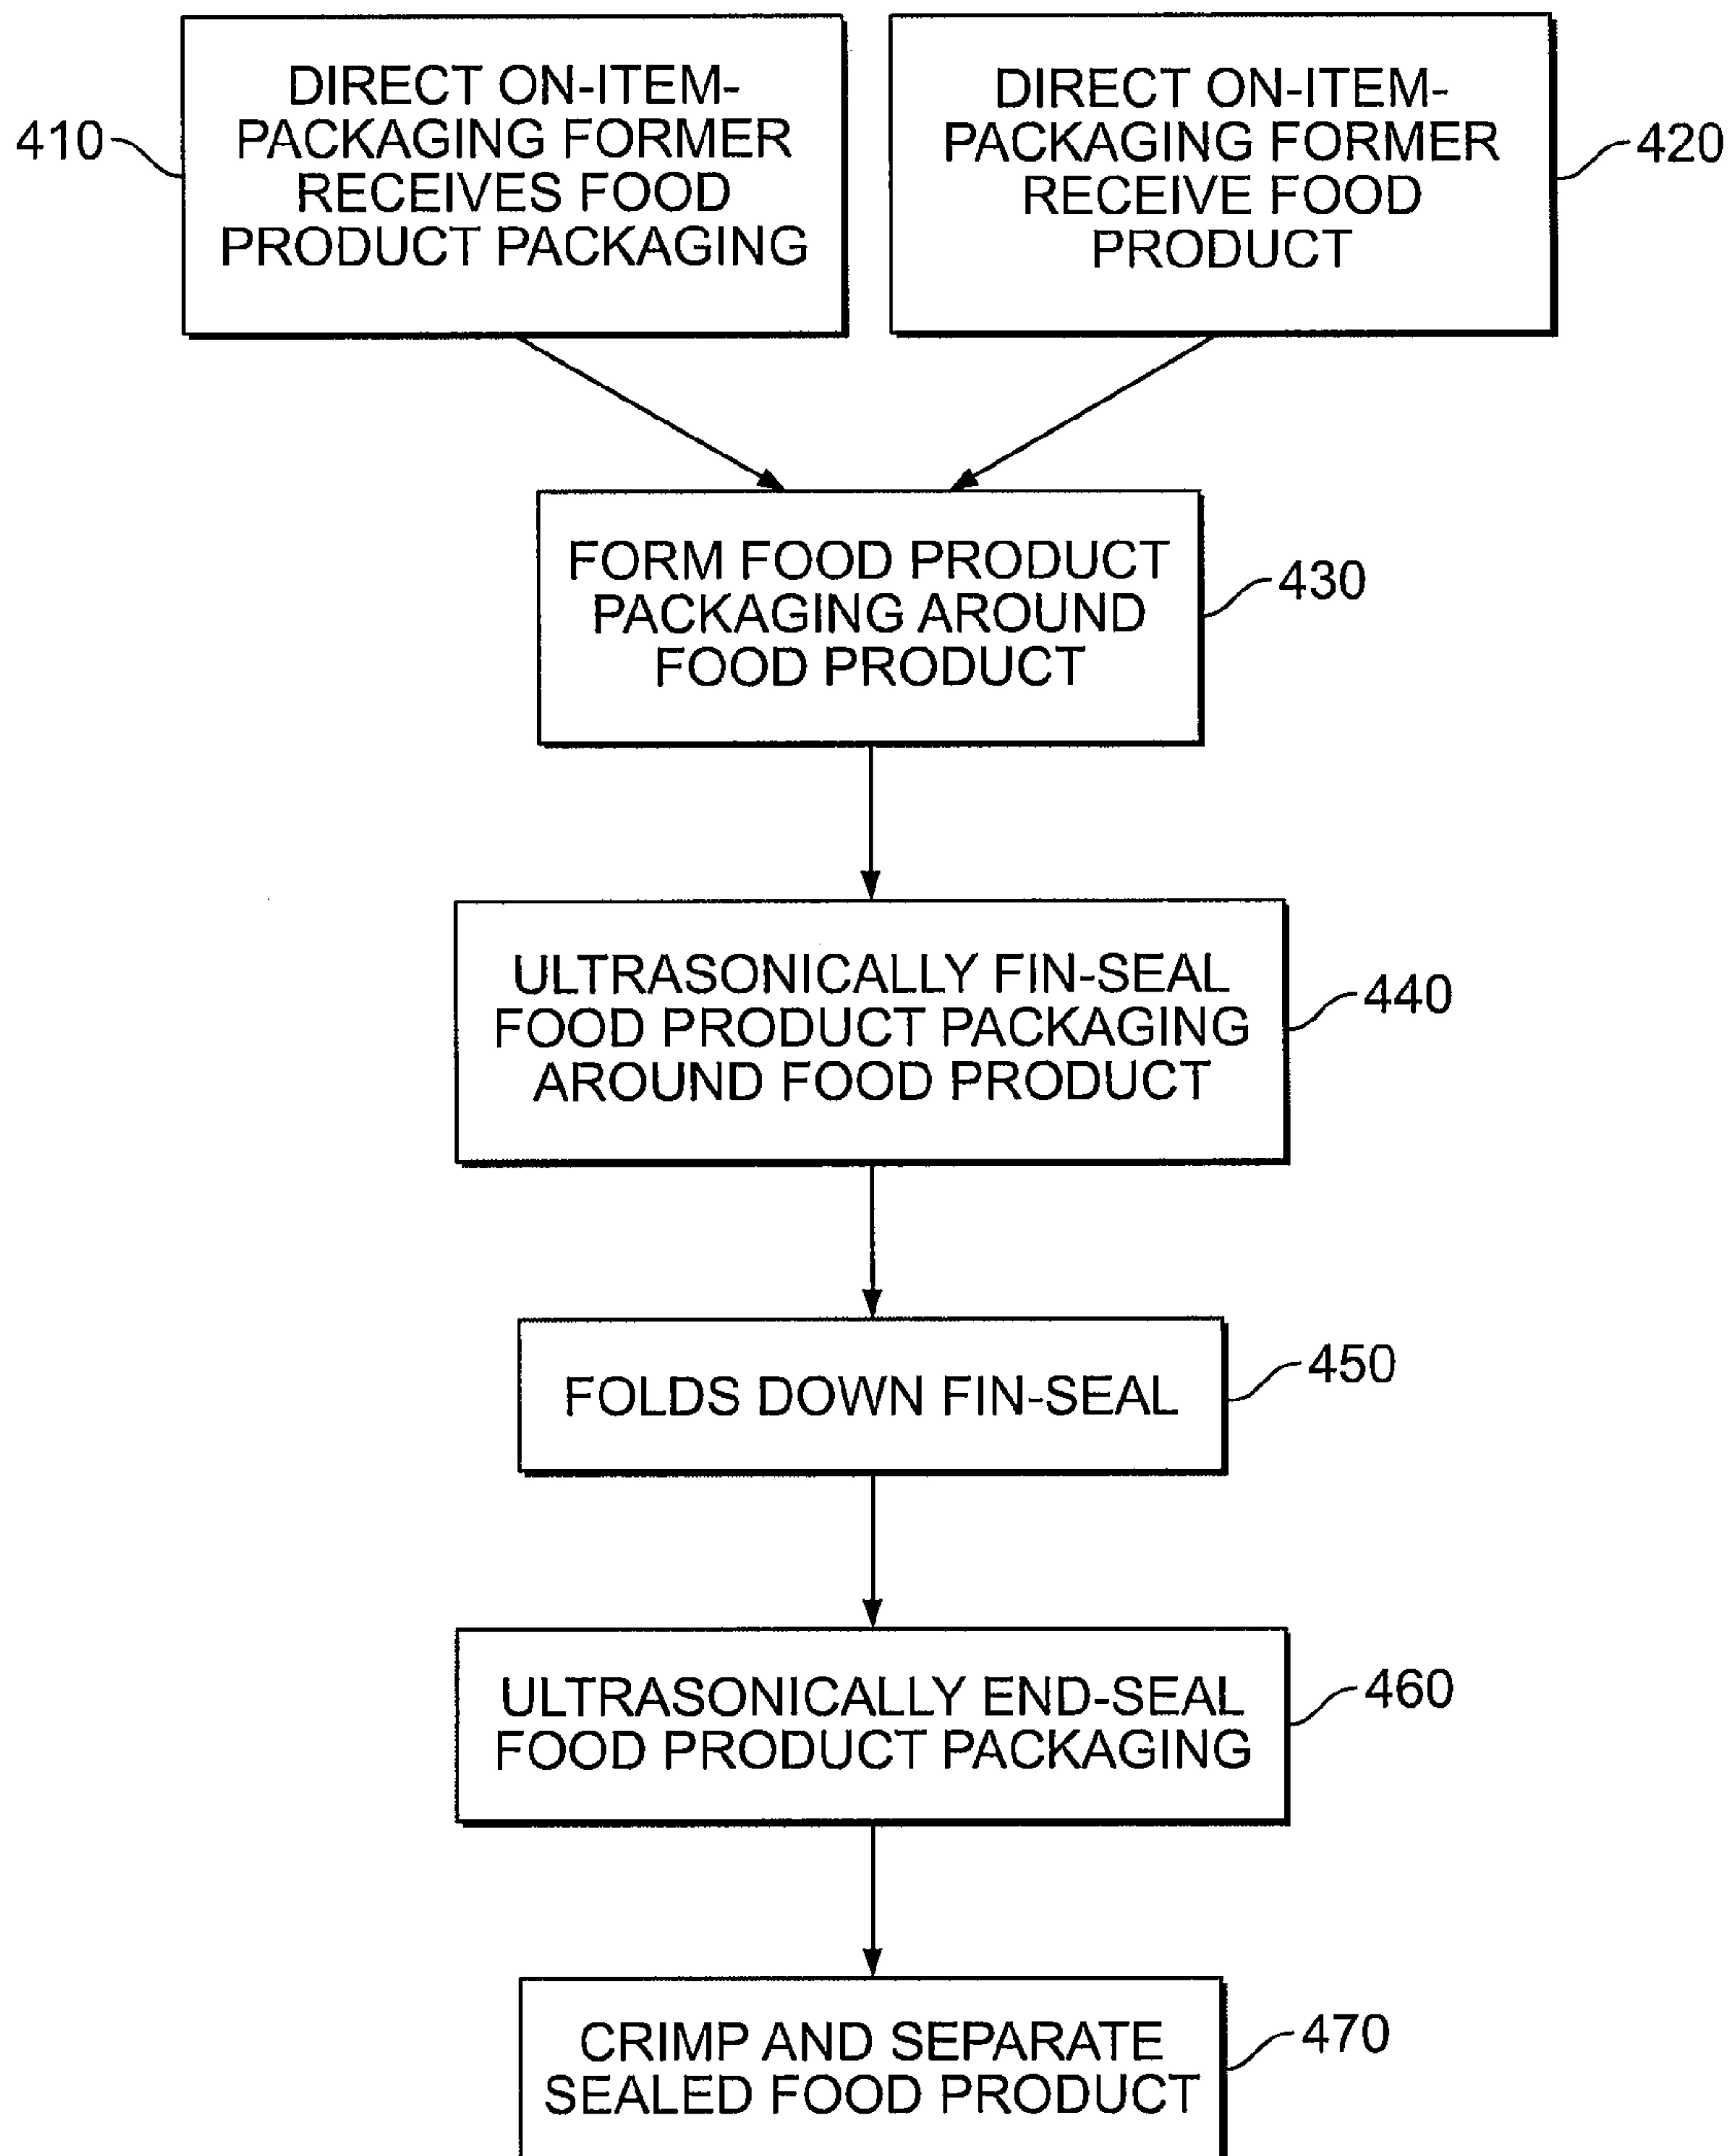 410
DIRECT ON-ITEM-
PACKAGING FORMER
RECEIVES FOOD
PRODUCT PACKAGING
DIRECT ON-ITEM-
PACKAGING FORMER
RECEIVE FOOD
PRODUCT
420
FORM FOOD PRODUCT
PACKAGING AROUND
FOOD PRODUCT
430
ULTRASONICALLY FIN-SEAL
FOOD PRODUCT PACKAGING
AROUND FOOD PRODUCT
440
FOLDS DOWN FIN-SEAL
450
ULTRASONICALLY END-SEAL
FOOD PRODUCT PACKAGING
460
CRIMP AND SEPARATE
SEALED FOOD PRODUCT
470